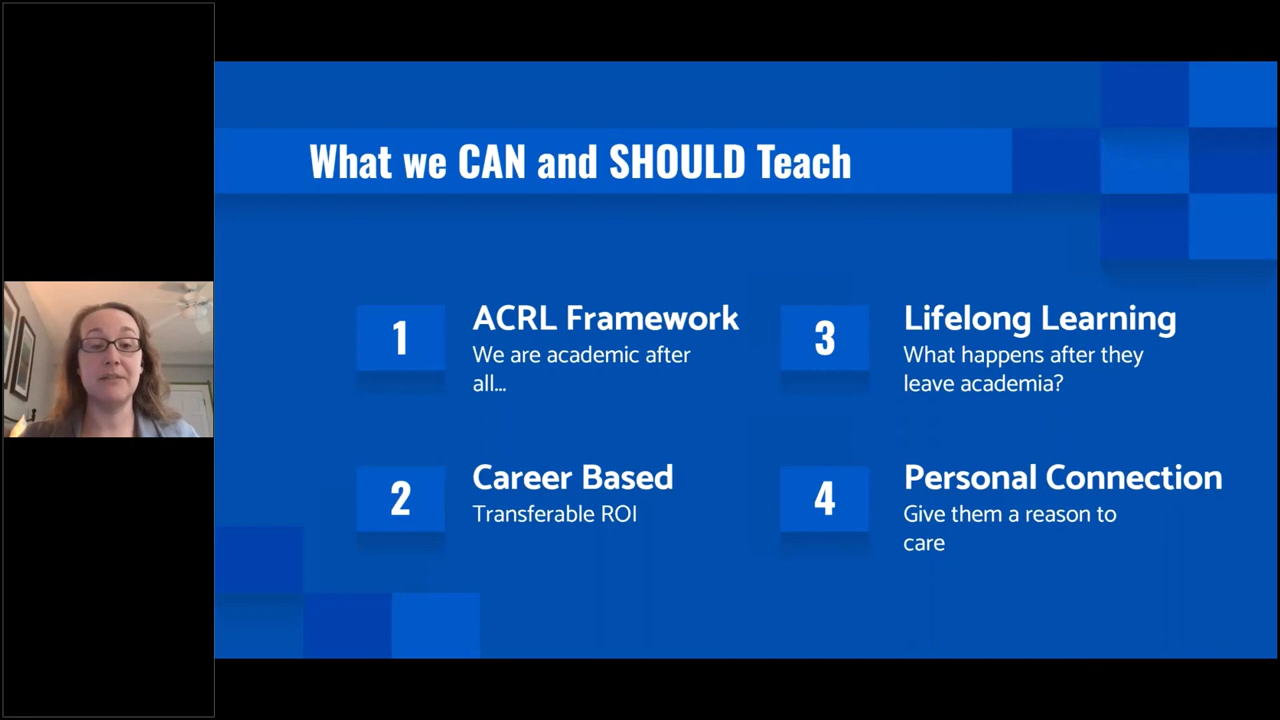 What we CAN and SHOULD Teach
1
ACRL Framework
We are academic after
all...
2
Career Based
Transferable ROI
3
Lifelong Learning
What happens after they
leave academia?
4
Personal Connection
Give them a reason to
care